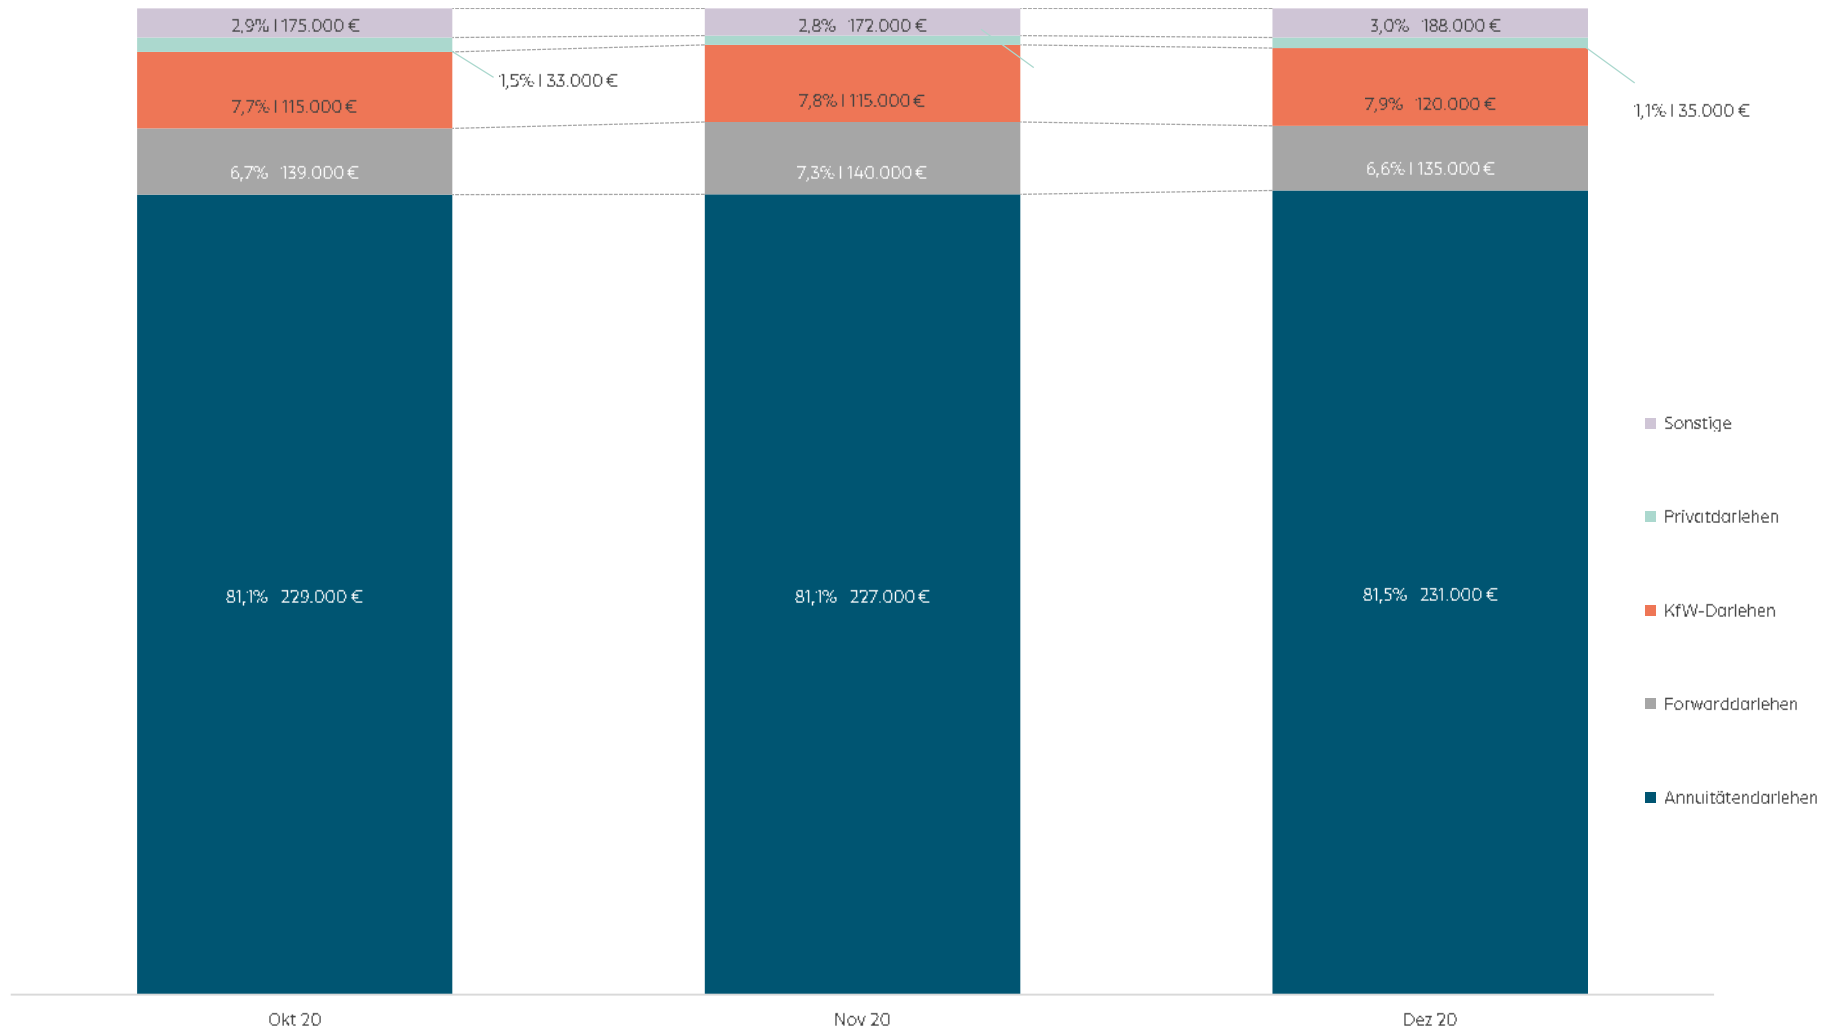 2,9% | 175.000 €
2,8% 172.000 €
3,0% 188.000 €
1,5% | 33.000 €
7,7% | 115.000 €
7,8% | 115.000 €
7,9% 120.000 €
1,1% | 35.000 €
6,7% 139.000 €
7,3% | 140.000 €
6,6% | 135.000 €
81,1% 229.000 €
81,1% 227.000 €
81,5% 231.000 €
Sonstige
Privatdarlehen
KfW-Darlehen
Forwarddarlehen
Annuitätendarlehen
Okt 20
Nov 20
Dez 20